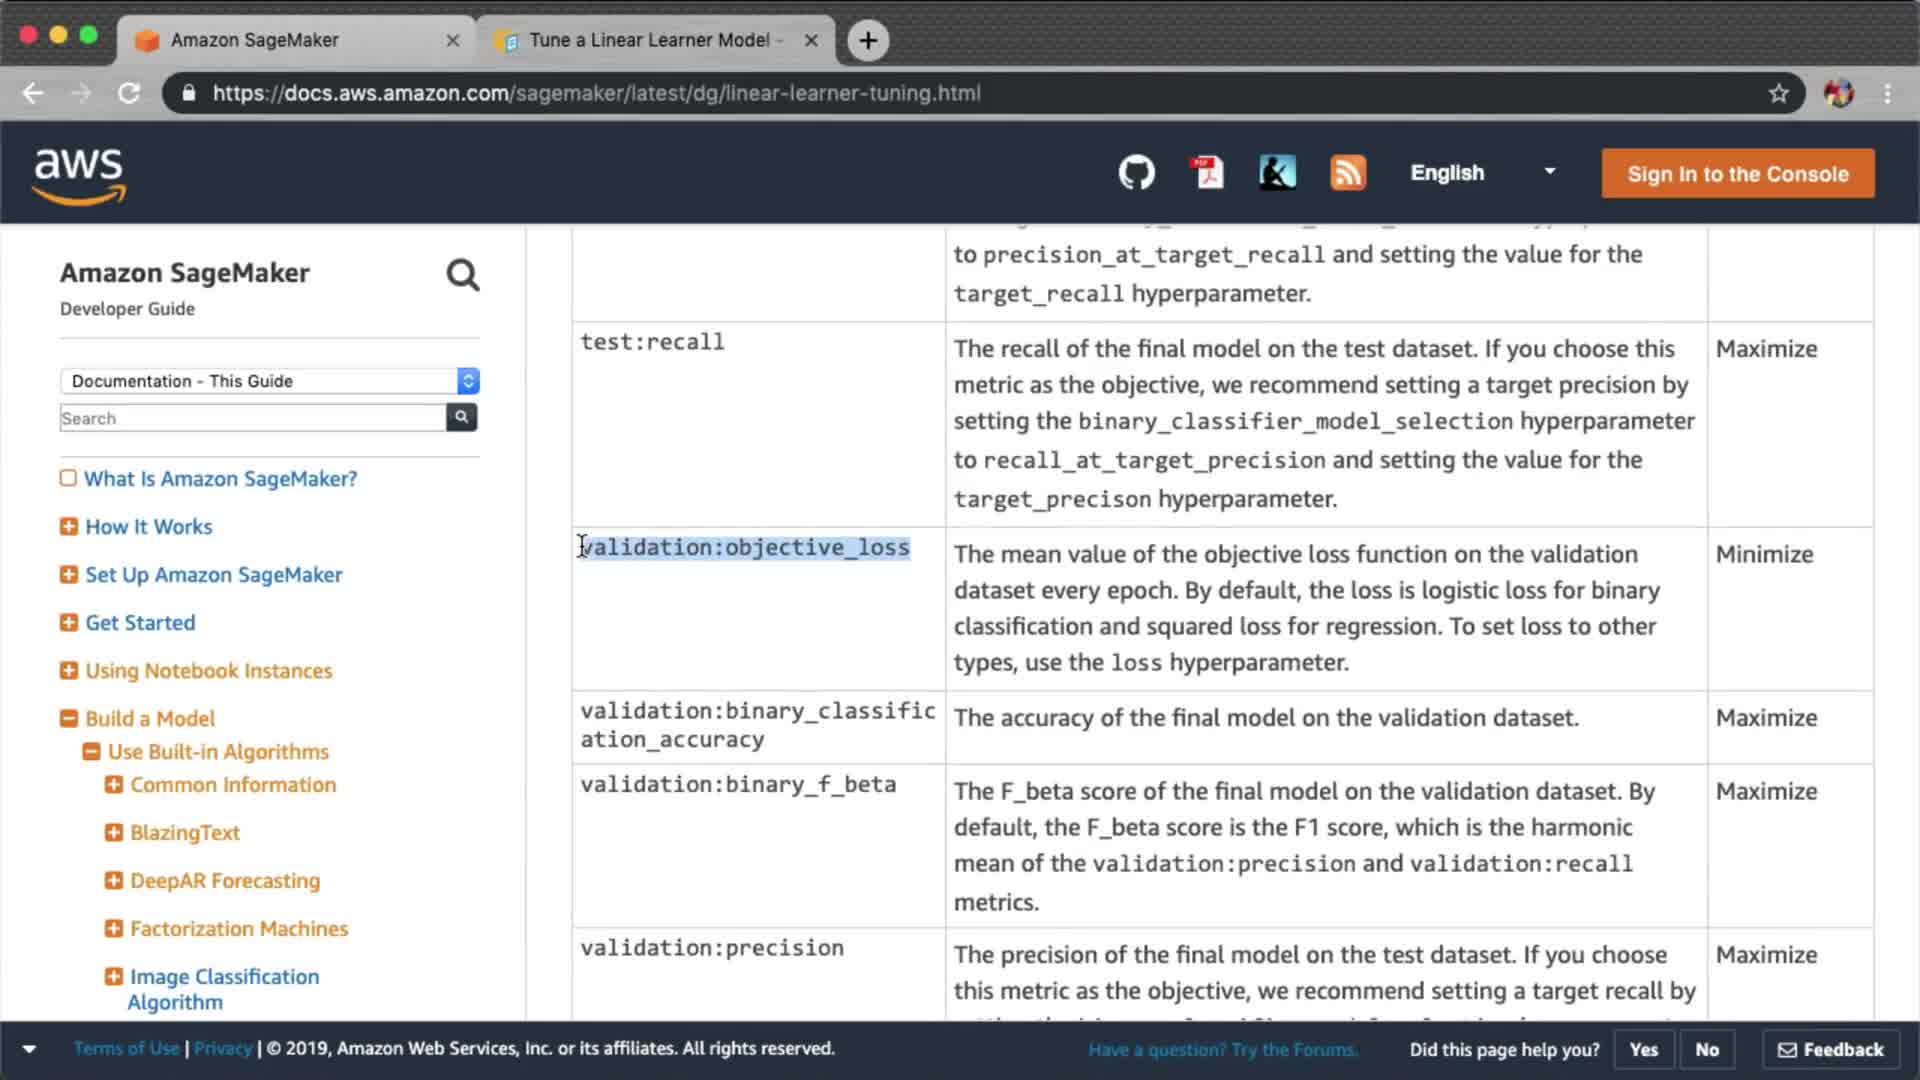 Amazon SageMaker
Tune a Linear Learner Model -
https://docs.aws.amazon.com/sagemaker/latest/dg/linear-learner-tuning.html
aws
PDF
English
Sign In to the Console
Amazon SageMaker
Developer Guide
Documentation - This Guide
Search
What Is Amazon SageMaker?
How It Works
Set Up Amazon SageMaker
Get Started
Using Notebook Instances
Build a Model
Use Built-in Algorithms
Common Information
BlazingText
DeepAR Forecasting
Factorization Machines
Image Classification
Algorithm
to precision_at_target_recall and setting the value for the
target_recall hyperparameter.
test:recall
The recall of the final model on the test dataset. If you choose this
metric as the objective, we recommend setting a target precision by
setting the binary_classifier_model_selection hyperparameter
to recall_at_target_precision and setting the value for the
target_precison hyperparameter.
Maximize
validation:objective_loss
The mean value of the objective loss function on the validation
dataset every epoch. By default, the loss is logistic loss for binary
classification and squared loss for regression. To set loss to other
types, use the loss hyperparameter.
Minimize
validation:binary_classific
ation_accuracy
The accuracy of the final model on the validation dataset.
Maximize
validation:binary_f_beta
The F_beta score of the final model on the validation dataset. By
default, the F_beta score is the F1 score, which is the harmonic
mean of the validation:precision and validation:recall
metrics.
Maximize
validation:precision
The precision of the final model on the test dataset. If you choose
this metric as the objective, we recommend setting a target recall by
Maximize
Terms of Use | Privacy | © 2019, Amazon Web Services, Inc. or its affiliates. All rights reserved.
Have a question? Try the Forums.
Did this page help you?
Yes
No
Feedback